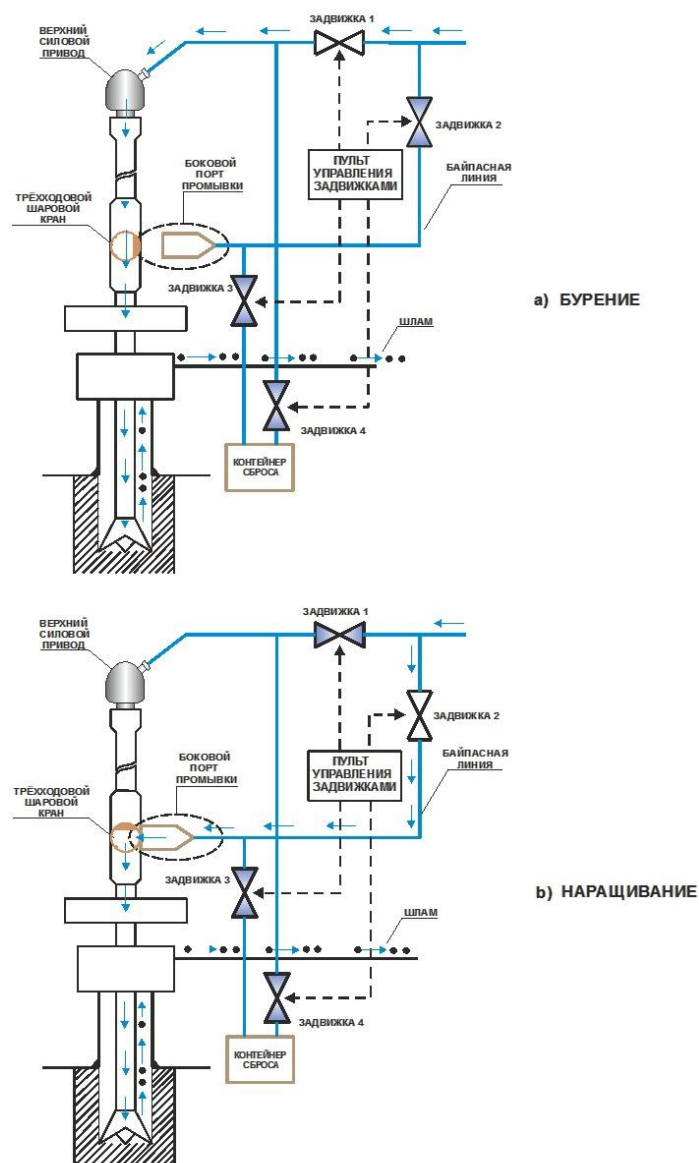 ЗАДВИЖКА 1
ВЕРХНИЙ
СИЛОВОЙ
ПРИВОД
ЗАДВИЖКА 2
БОКОВОЙ
ПОРТ
ПРОМЫВКИ
ПУЛЬТ
УПРАВЛЕНИЯ
ЗАДВИЖКАМИ
БАЙПАСНАЯ
ЛИНИЯ
ТРЁХХОДОВОЙ
ШАРОВОЙ
КРАН
ЗАДВИЖКА 3
a) БУРЕНИЕ
ШЛАМ
ЗАДВИЖКА 4
КОНТЕЙНЕР
СБРОСА
ЗАДВИЖКА 1
ВЕРХНИЙ
СИЛОВОЙ
ПРИВОД
ЗАДВИЖКА 2
БОКОВОЙ
ПОРТ
ПРОМЫВКИ
ПУЛЬТ
УПРАВЛЕНИЯ
ЗАДВИЖКАМИ
БАЙПАСНАЯ
ЛИНИЯ
ТРЁХХОДОВОЙ
ШАРОВОЙ
КРАН
ЗАДВИЖКА 3
b) НАРАЩИВАНИЕ
ШЛАМ
ЗАДВИЖКА 4
КОНТЕЙНЕР
СБРОСА